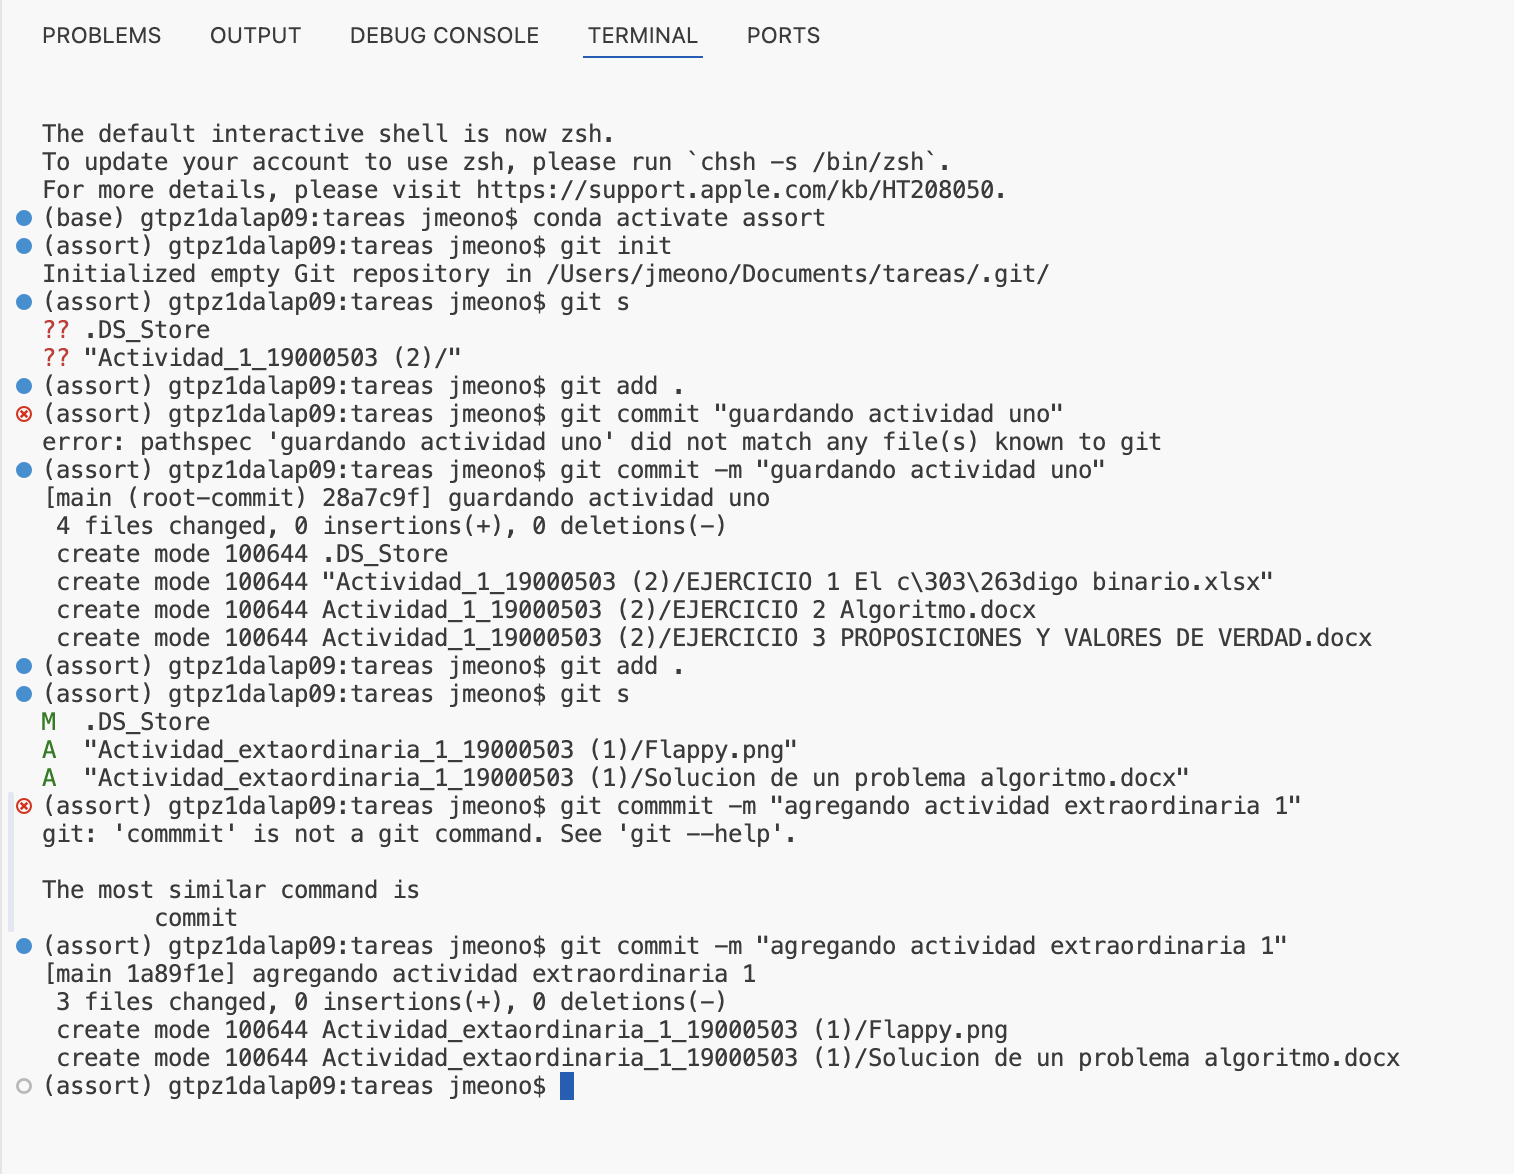 PROBLEMS OUTPUT DEBUG CONSOLE TERMINAL PORTS
The default interactive shell is now zsh.
To update your account to use zsh, please run `chsh -s /bin/zsh`.
For more details, please visit https://support.apple.com/kb/HT208050.
(base) gtpz1dalap09:tareas jmeono$ conda activate assort
(assort) gtpz1dalap09:tareas jmeono$ git init
Initialized empty Git repository in /Users/jmeono/Documents/tareas/.git/
(assort) gtpz1dalap09:tareas jmeono$ git s
?? .DS_Store
?? "Actividad_1_19000503 (2)/"
(assort) gtpz1dalap09:tareas jmeono$ git add .
(assort) gtpz1dalap09:tareas jmeono$ git commit "guardando actividad uno"
error: pathspec 'guardando actividad uno' did not match any file(s) known to git
(assort) gtpz1dalap09:tareas jmeono$ git commit -m "guardando actividad uno"
[main (root-commit) 28a7c9f] guardando actividad uno
 4 files changed, 0 insertions(+), 0 deletions(-)
 create mode 100644 .DS_Store
 create mode 100644 "Actividad_1_19000503 (2)/EJERCICIO 1 El c\303\263digo binario.xlsx"
 create mode 100644 Actividad_1_19000503 (2)/EJERCICIO 2 Algoritmo.docx
 create mode 100644 Actividad_1_19000503 (2)/EJERCICIO 3 PROPOSICIONES Y VALORES DE VERDAD.docx
(assort) gtpz1dalap09:tareas jmeono$ git add .
(assort) gtpz1dalap09:tareas jmeono$ git s
M  .DS_Store
A  "Actividad_extaordinaria_1_19000503 (1)/Flappy.png"
A  "Actividad_extaordinaria_1_19000503 (1)/Solucion de un problema algoritmo.docx"
(assort) gtpz1dalap09:tareas jmeono$ git commmit -m "agregando actividad extraordinaria 1"
git: 'commmit' is not a git command. See 'git --help'.
The most similar command is
        commit
(assort) gtpz1dalap09:tareas jmeono$ git commit -m "agregando actividad extraordinaria 1"
[main 1a89f1e] agregando actividad extraordinaria 1
 3 files changed, 0 insertions(+), 0 deletions(-)
 create mode 100644 Actividad_extaordinaria_1_19000503 (1)/Flappy.png
 create mode 100644 Actividad_extaordinaria_1_19000503 (1)/Solucion de un problema algoritmo.docx
(assort) gtpz1dalap09:tareas jmeono$